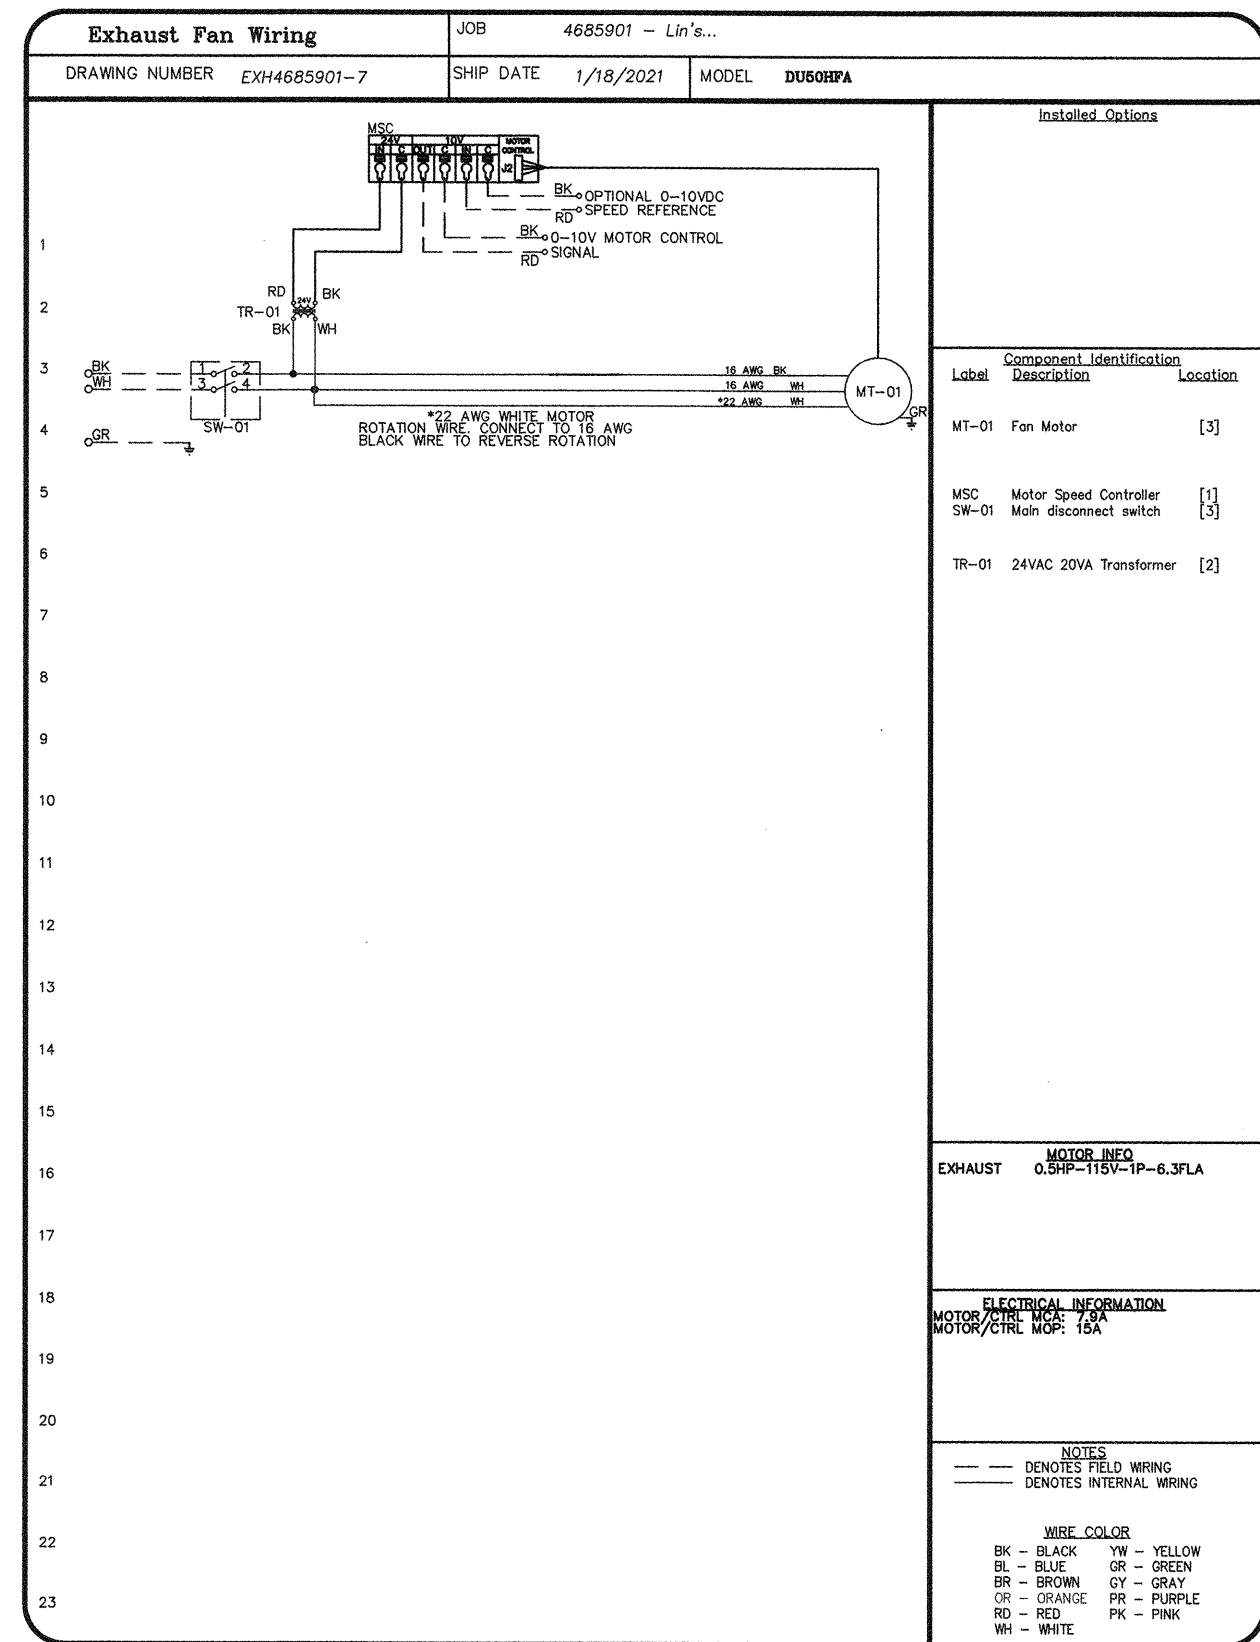 Exhaust Fan Wiring
JOB 4685901 - Lin's...
DRAWING NUMBER EXH4685901-7
SHIP DATE 1/18/2021
MODEL DU50HFA
MSC
24V 10V MOTOR CONTROL
IN C OUT C IN C
J2
BK OPTIONAL 0-10VDC
RD SPEED REFERENCE
BK 0-10V MOTOR CONTROL
RD SIGNAL
1
RD 24V BK
2
TR-01
BK WH
3
BK 1 2
WH 3 4
SW-01
16 AWG BK
16 AWG WH
*22 AWG WH
MT-01
GR
*22 AWG WHITE MOTOR
ROTATION WIRE. CONNECT TO 16 AWG
BLACK WIRE TO REVERSE ROTATION
4
GR
5
6
7
8
9
10
11
12
13
14
15
16
17
18
19
20
21
22
23
Installed Options
Component Identification
Label Description Location
MT-01 Fan Motor [3]
MSC Motor Speed Controller [1]
SW-01 Main disconnect switch [3]
TR-01 24VAC 20VA Transformer [2]
MOTOR INFO
EXHAUST 0.5HP-115V-1P-6.3FLA
ELECTRICAL INFORMATION
MOTOR/CTRL MCA: 7.9A
MOTOR/CTRL MOP: 15A
NOTES
DENOTES FIELD WIRING
DENOTES INTERNAL WIRING
WIRE COLOR
BK - BLACK YW - YELLOW
BL - BLUE GR - GREEN
BR - BROWN GY - GRAY
OR - ORANGE PR - PURPLE
RD - RED PK - PINK
WH - WHITE